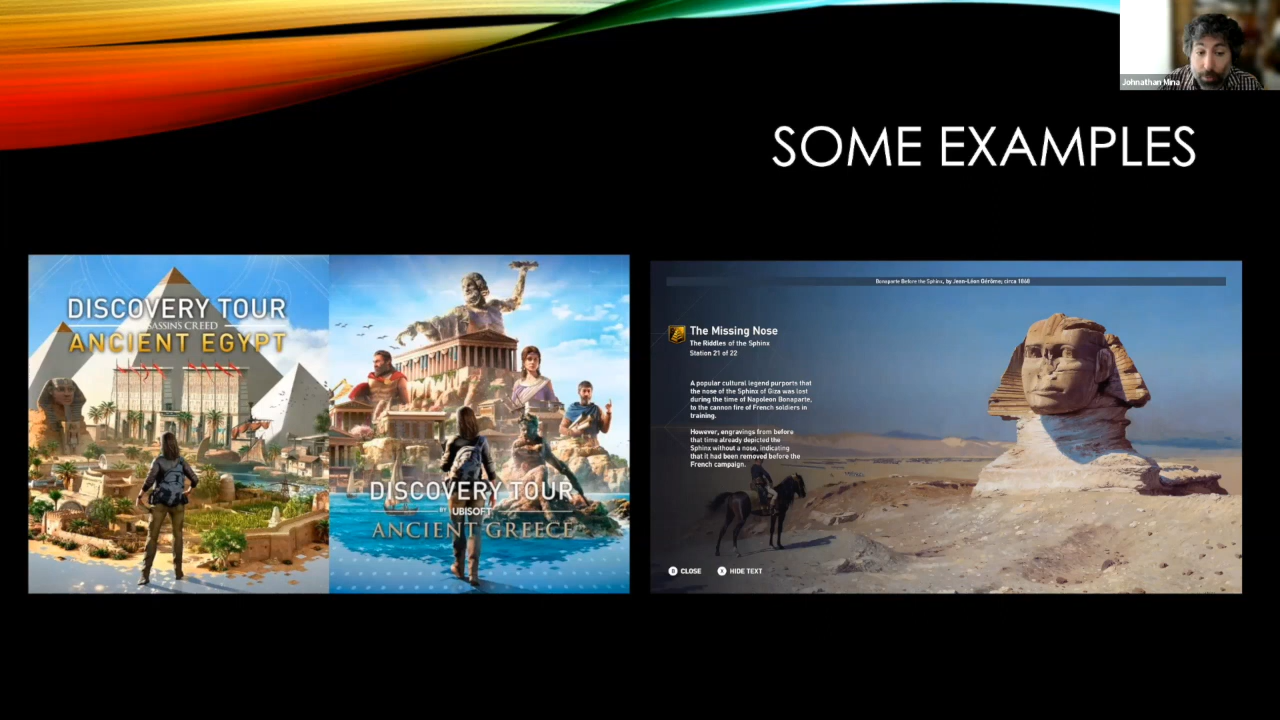 Johnathan Mina
SOME EXAMPLES
DISCOVERY TOUR
ASSASSINS CREED
ANCIENT EGYPT
DISCOVERY TOUR
BY UBISOFT
ANCIENT GREECE
Bonaparte Before the Sphinx, by Jean-Léon Gérôme; circa 1868
The Missing Nose
The Riddles of the Sphinx
Station 21 of 22
A popular cultural legend purports that
the nose of the Sphinx of Giza was lost
during the time of Napoleon Bonaparte,
to the cannon fire of French soldiers in
training.
However, engravings from before
that time already depicted the
Sphinx without a nose, indicating
that it had been removed before the
French campaign.
B CLOSE
X HIDE TEXT